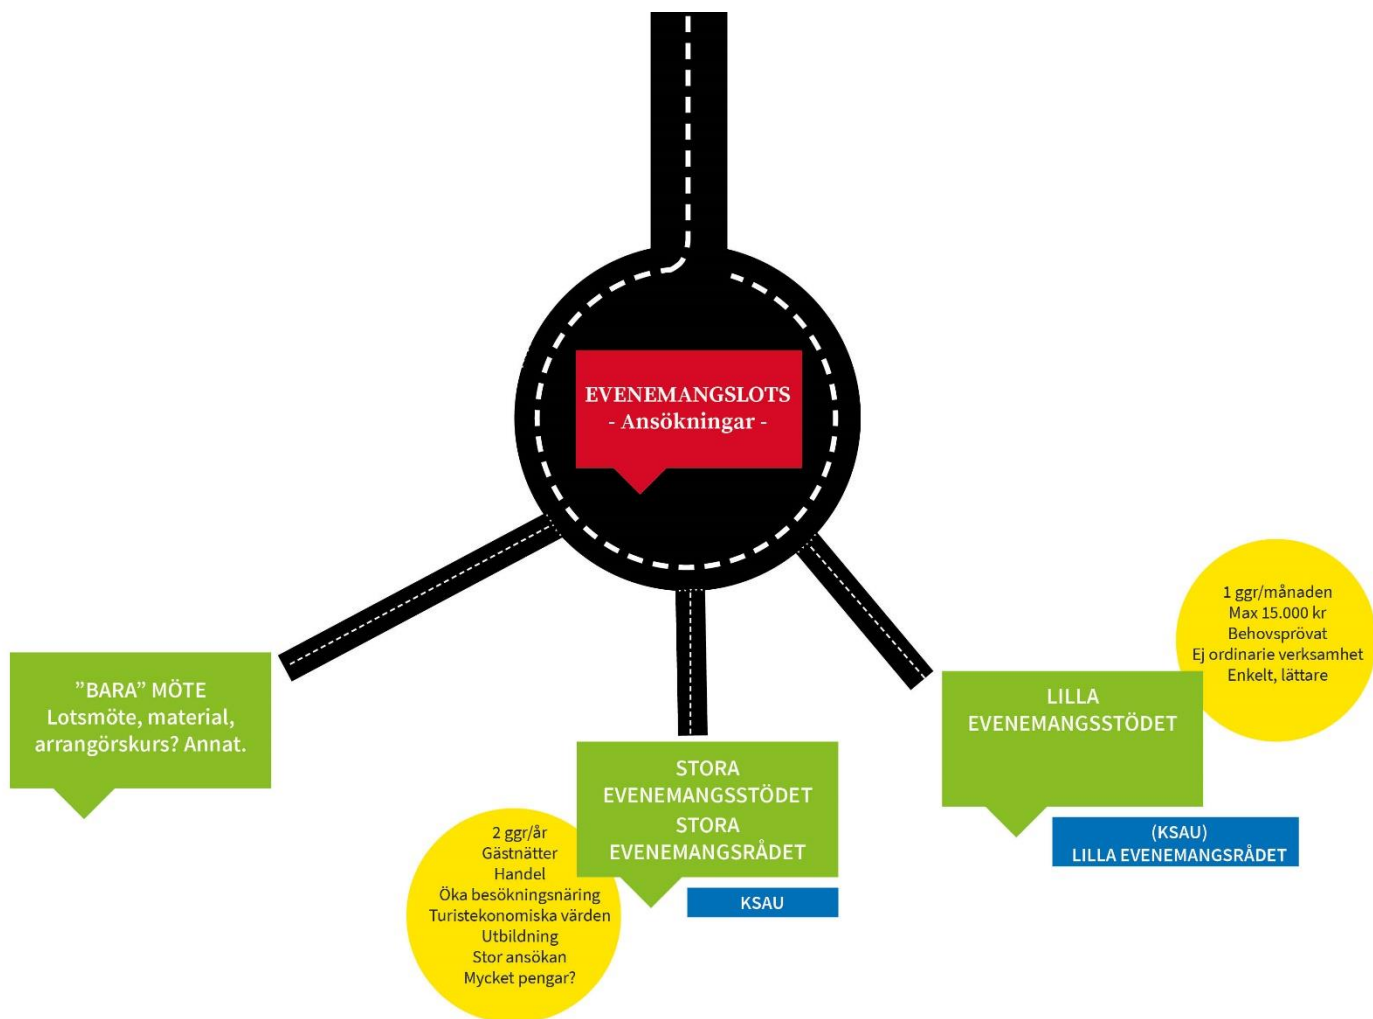 EVENEMANGSLOTS
- Ansökningar -
”BARA” MÖTE
Lotsmöte, material,
arrangörskurs? Annat.
STORA
EVENEMANGSSTÖDET
STORA
EVENEMANGSRÅDET
KSAU
2 ggr/år
Gästnätter
Handel
Öka besökningsnäring
Turistekonomiska värden
Utbildning
Stor ansökan
Mycket pengar?
LILLA
EVENEMANGSSTÖDET
(KSAU)
LILLA EVENEMANGSRÅDET
1 ggr/månaden
Max 15.000 kr
Behovsprövat
Ej ordinarie verksamhet
Enkelt, lättare